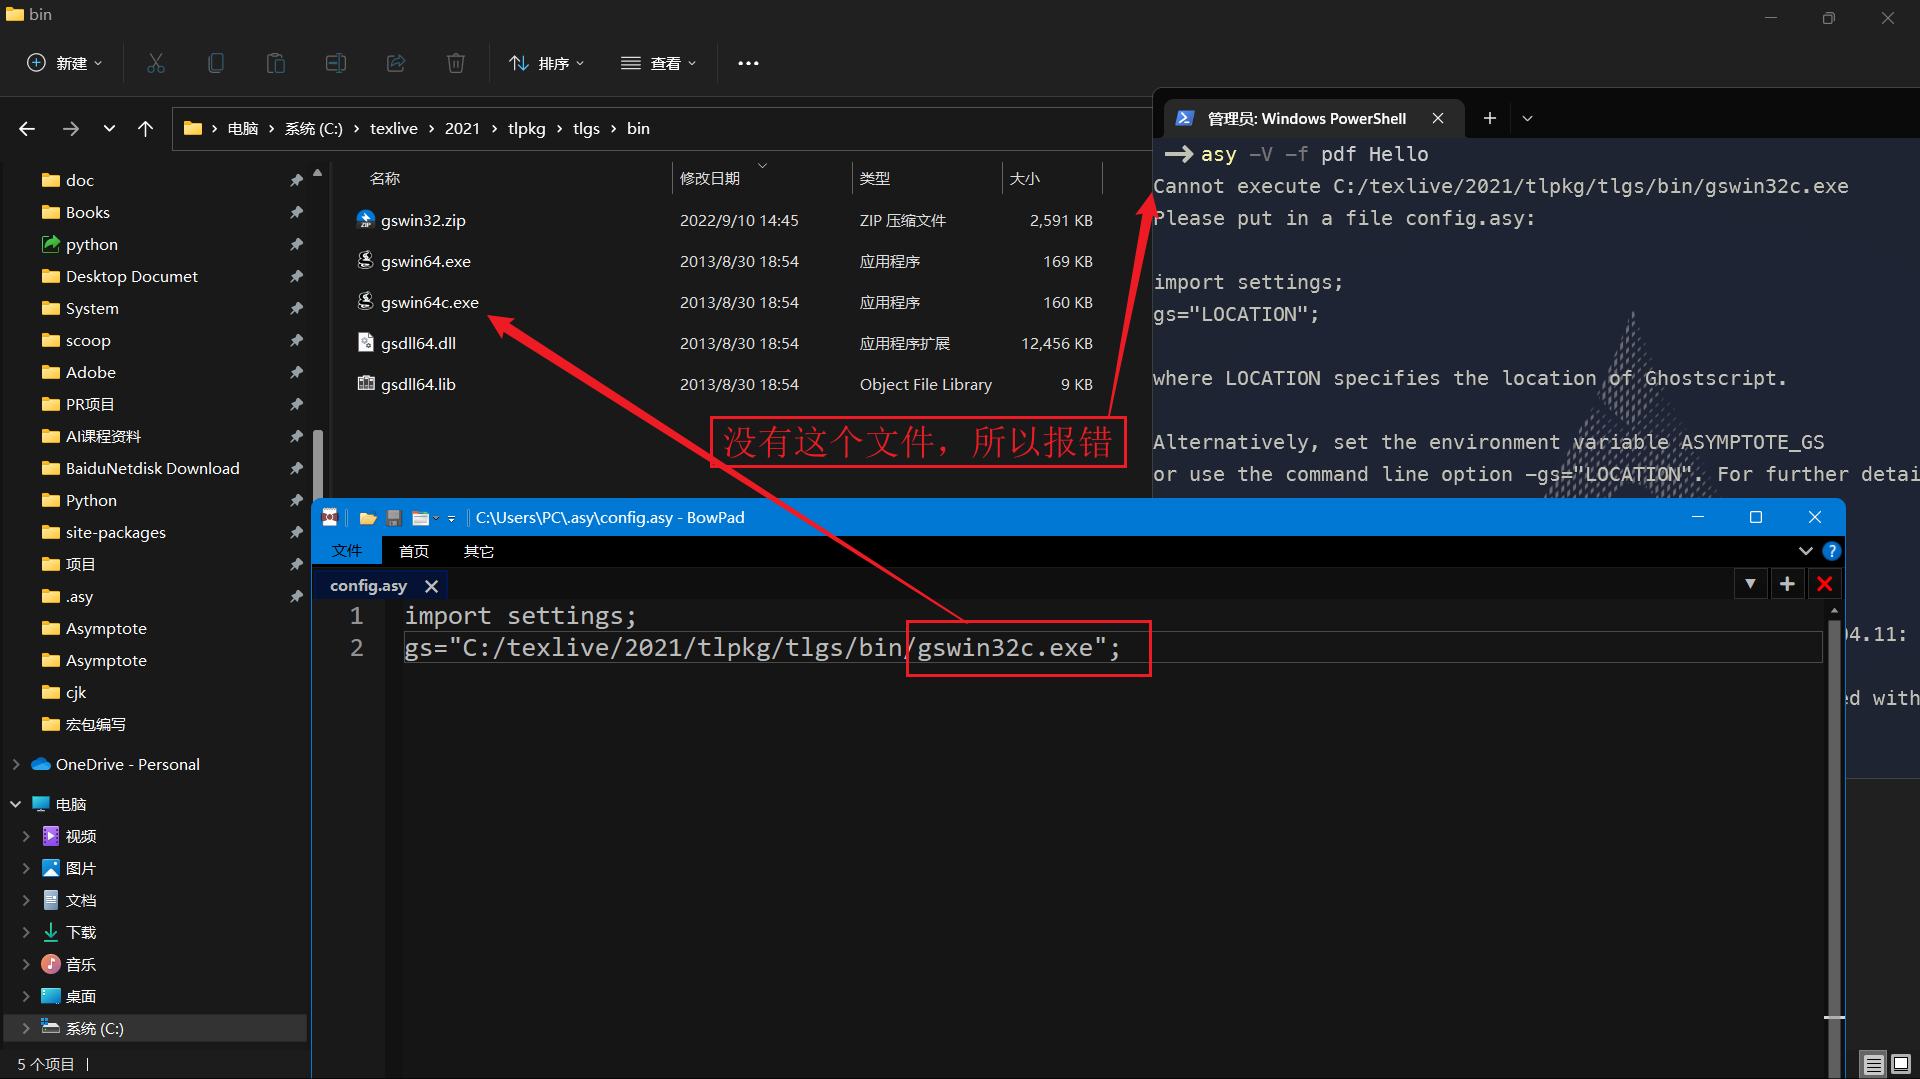 bin
新建
排序
查看
电脑 › 系统 (C:) › texlive › 2021 › tlpkg › tlgs › bin
doc
Books
python
Desktop Documet
System
scoop
Adobe
PR项目
AI课程资料
BaiduNetdisk Download
Python
site-packages
项目
.asy
Asymptote
Asymptote
cjk
宏包编写
OneDrive - Personal
电脑
视频
图片
文档
下载
音乐
桌面
系统 (C:)
5 个项目
名称 修改日期 类型 大小
gswin32.zip 2022/9/10 14:45 ZIP 压缩文件 2,591 KB
gswin64.exe 2013/8/30 18:54 应用程序 169 KB
gswin64c.exe 2013/8/30 18:54 应用程序 160 KB
gsdll64.dll 2013/8/30 18:54 应用程序扩展 12,456 KB
gsdll64.lib 2013/8/30 18:54 Object File Library 9 KB
没有这个文件，所以报错
管理员: Windows PowerShell
asy -V -f pdf Hello
Cannot execute C:/texlive/2021/tlpkg/tlgs/bin/gswin32c.exe
Please put in a file config.asy:
import settings;
gs="LOCATION";
where LOCATION specifies the location of Ghostscript.
Alternatively, set the environment variable ASYMPTOTE_GS
or use the command line option -gs="LOCATION". For further detai
04.11:
ed with
C:\Users\PC\.asy\config.asy - BowPad
文件 首页 其它
config.asy
1 import settings;
2 gs="C:/texlive/2021/tlpkg/tlgs/bin/gswin32c.exe";